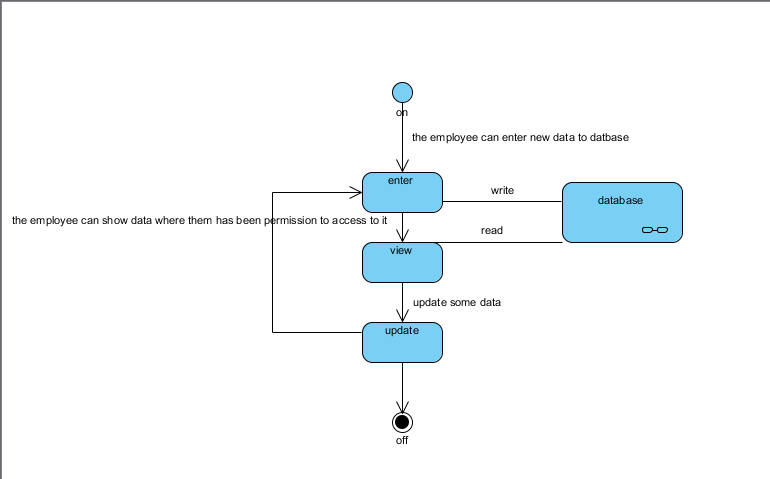 on
the employee can enter new data to datbase
enter
write
database
the employee can show data where them has been permission to access to it
read
view
update some data
update
off